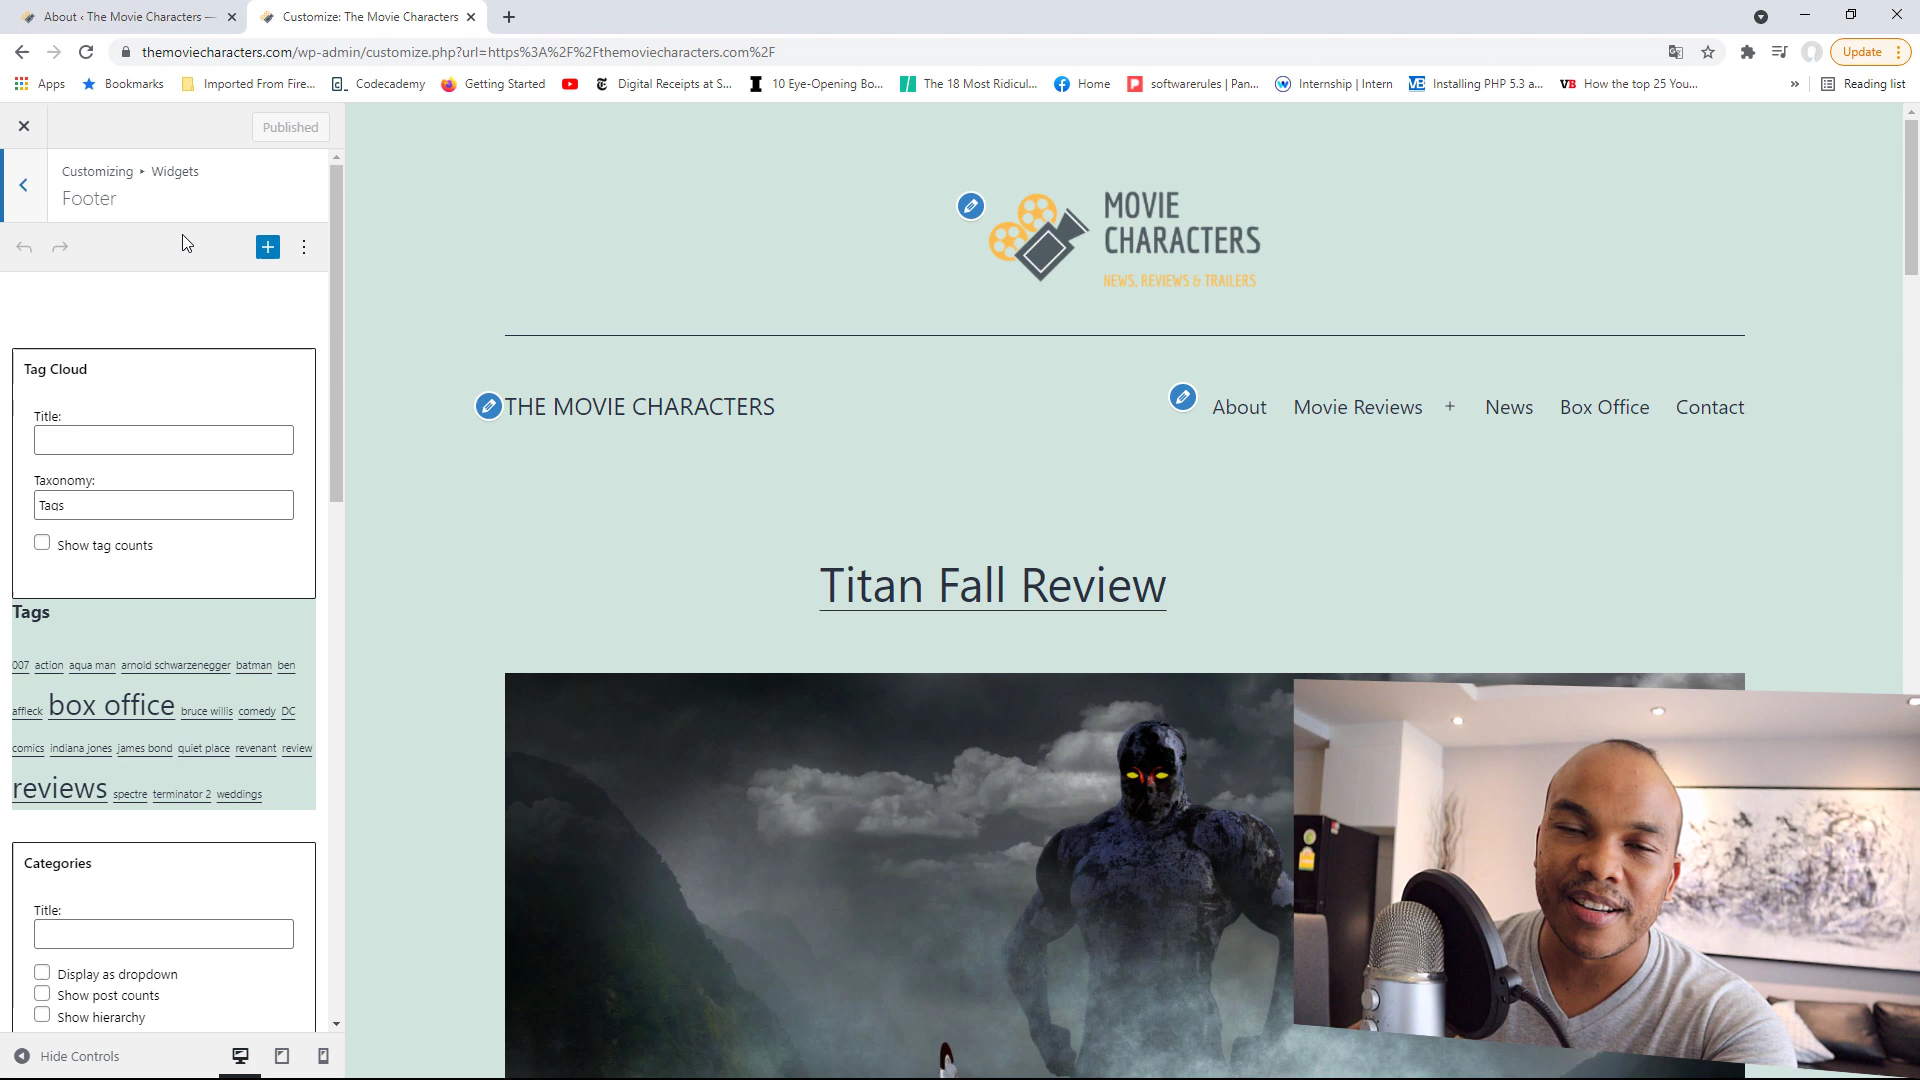 About ‹ The Movie Characters —
Customize: The Movie Characters
themoviecharacters.com/wp-admin/customize.php?url=https%3A%2F%2Fthemoviecharacters.com%2F
Update
Apps
Bookmarks
Imported From Fire...
Codecademy
Getting Started
Digital Receipts at S...
10 Eye-Opening Bo...
The 18 Most Ridicul...
Home
softwarerules | Pan...
Internship | Intern
Installing PHP 5.3 a...
VB
How the top 25 You...
»
Reading list
Published
Customizing ▸ Widgets
Footer
Tag Cloud
Title:
Taxonomy:
Tags
Show tag counts
Tags
007 action aqua man arnold schwarzenegger batman ben
affleck box office bruce willis comedy DC
comics indiana jones james bond quiet place revenant review
reviews spectre terminator 2 weddings
Categories
Title:
Display as dropdown
Show post counts
Show hierarchy
Hide Controls
MOVIE
CHARACTERS
NEWS, REVIEWS & TRAILERS
THE MOVIE CHARACTERS
About Movie Reviews + News Box Office Contact
Titan Fall Review